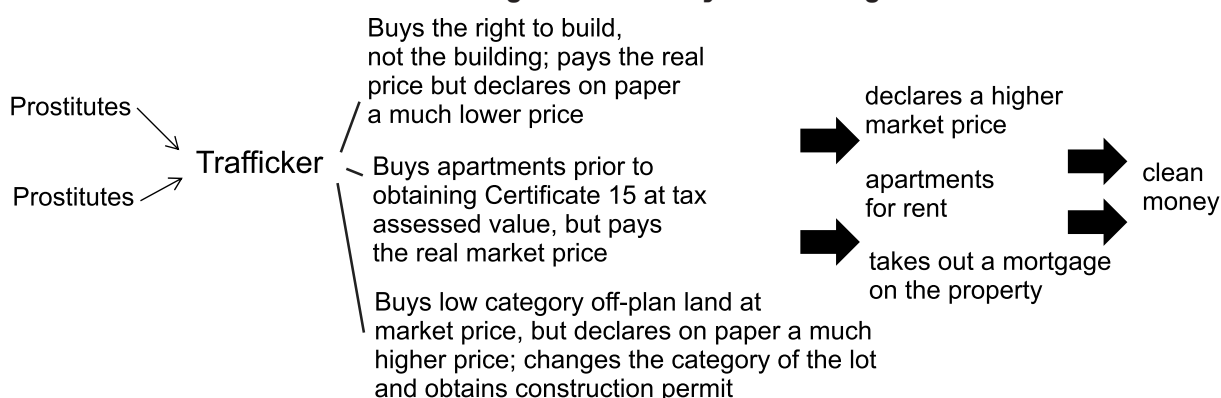 Prostitutes
Prostitutes
Trafficker
Buys the right to build,
not the building; pays the real
price but declares on paper
a much lower price
Buys apartments prior to
obtaining Certificate 15 at tax
assessed value, but pays
the real market price
Buys low category off-plan land at
market price, but declares on paper a much
higher price; changes the category of the lot
and obtains construction permit
declares a higher
market price
apartments
for rent
takes out a mortgage
on the property
clean
money